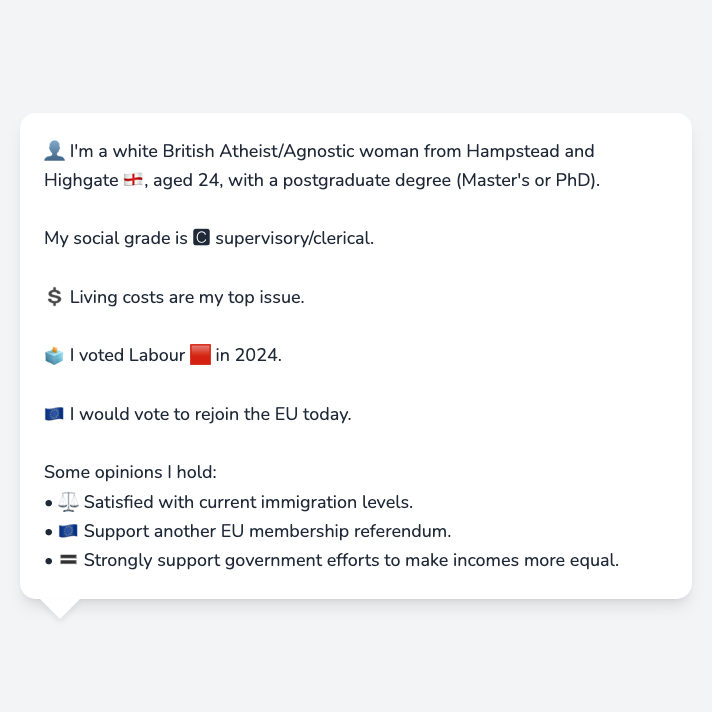 👤 I'm a white British Atheist/Agnostic woman from Hampstead and
Highgate 🏴󠁧󠁢󠁥󠁮󠁧󠁿, aged 24, with a postgraduate degree (Master's or PhD).
My social grade is C supervisory/clerical.
💲 Living costs are my top issue.
🗳️ I voted Labour 🟥 in 2024.
🇪🇺 I would vote to rejoin the EU today.
Some opinions I hold:
• ⚖️ Satisfied with current immigration levels.
• 🇪🇺 Support another EU membership referendum.
• 🟰 Strongly support government efforts to make incomes more equal.